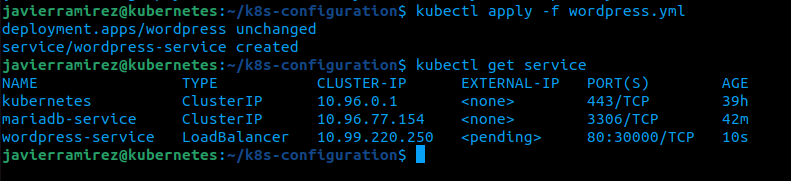 javierramirez@kubernetes:~/k8s-configuration$ kubectl apply -f wordpress.yml
deployment.apps/wordpress unchanged
service/wordpress-service created
javierramirez@kubernetes:~/k8s-configuration$ kubectl get service
NAME                TYPE           CLUSTER-IP      EXTERNAL-IP   PORT(S)        AGE
kubernetes          ClusterIP      10.96.0.1       <none>        443/TCP        39h
mariadb-service     ClusterIP      10.96.77.154    <none>        3306/TCP       42m
wordpress-service   LoadBalancer   10.99.220.250   <pending>     80:30000/TCP   10s
javierramirez@kubernetes:~/k8s-configuration$